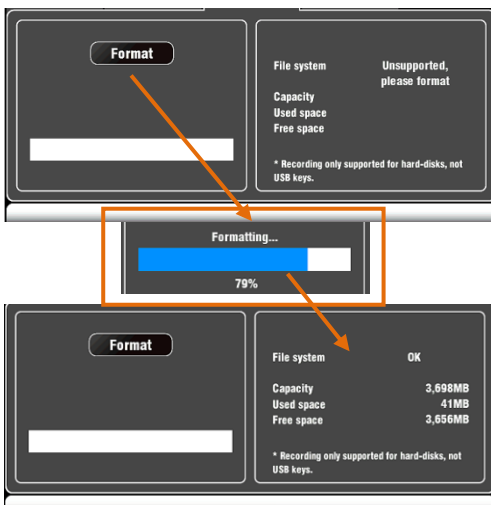 Format
File system Unsupported,
please format
Capacity
Used space
Free space
* Recording only supported for hard-disks, not
USB keys.
Formatting...
79%
Format
File system OK
Capacity 3,698MB
Used space 41MB
Free space 3,656MB
* Recording only supported for hard-disks, not
USB keys.